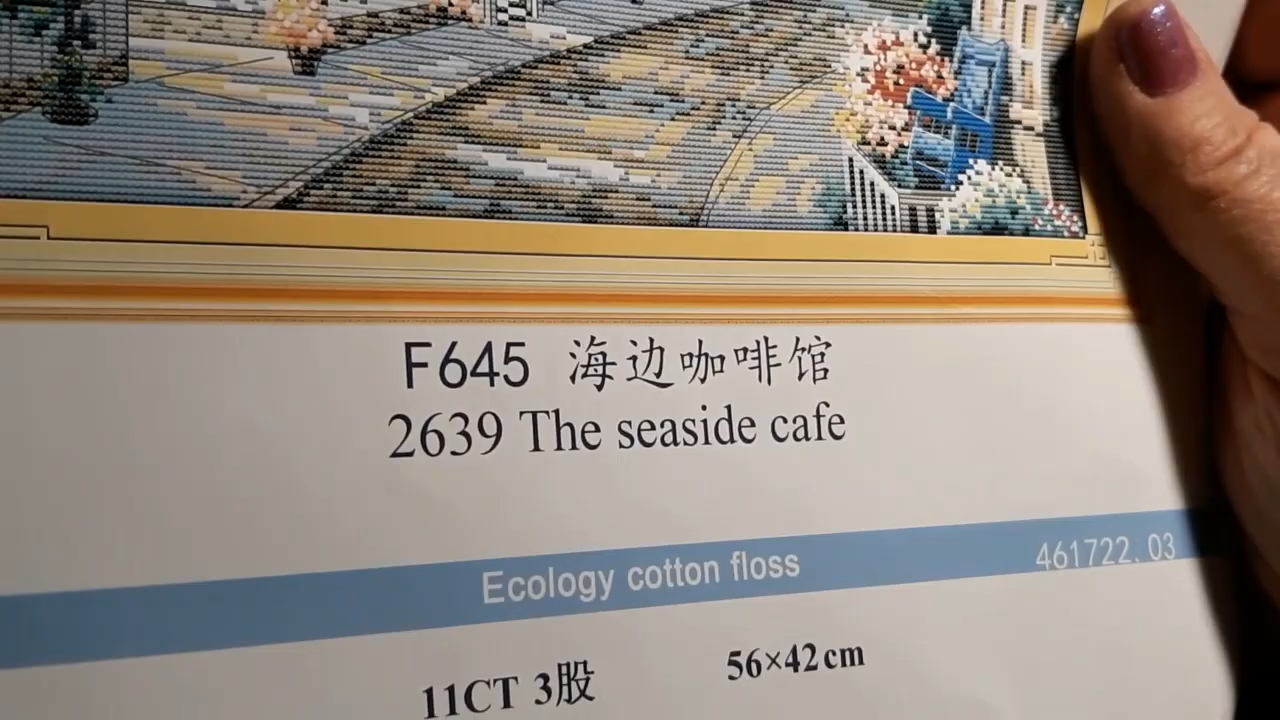 F645 海边咖啡馆
2639 The seaside cafe
Ecology cotton floss 461722.03
11CT 3股 56×42cm